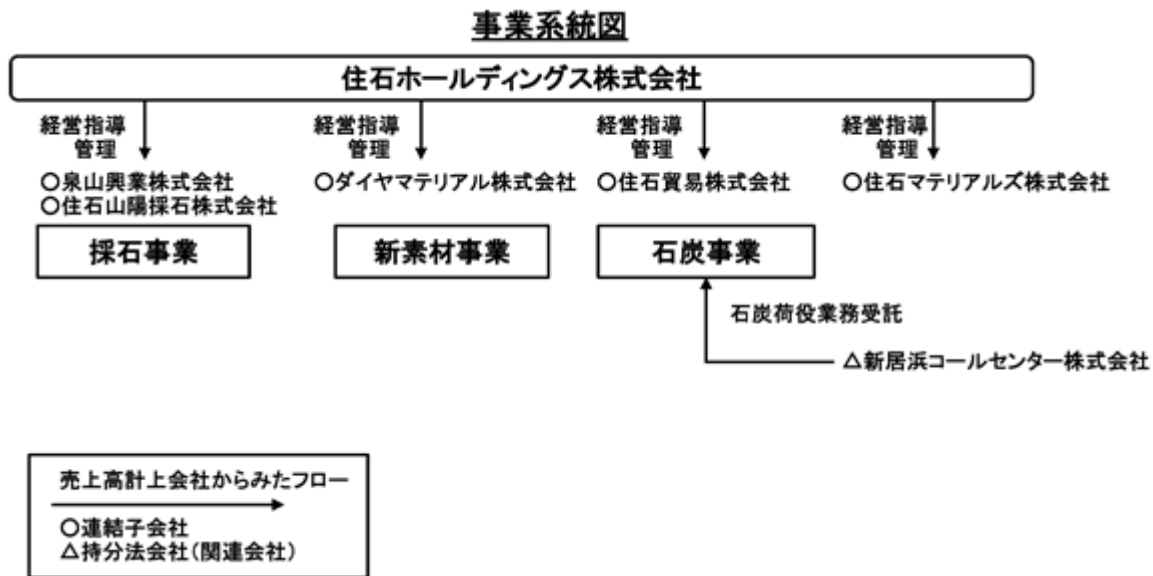 事業系統図
住石ホールディングス株式会社
経営指導
管理
経営指導
管理
経営指導
管理
経営指導
管理
○泉山興業株式会社
○住石山陽採石株式会社
○ダイヤマテリアル株式会社
○住石貿易株式会社
○住石マテリアルズ株式会社
採石事業
新素材事業
石炭事業
石炭荷役業務受託
△新居浜コールセンター株式会社
売上高計上会社からみたフロー
○連結子会社
△持分法会社(関連会社)